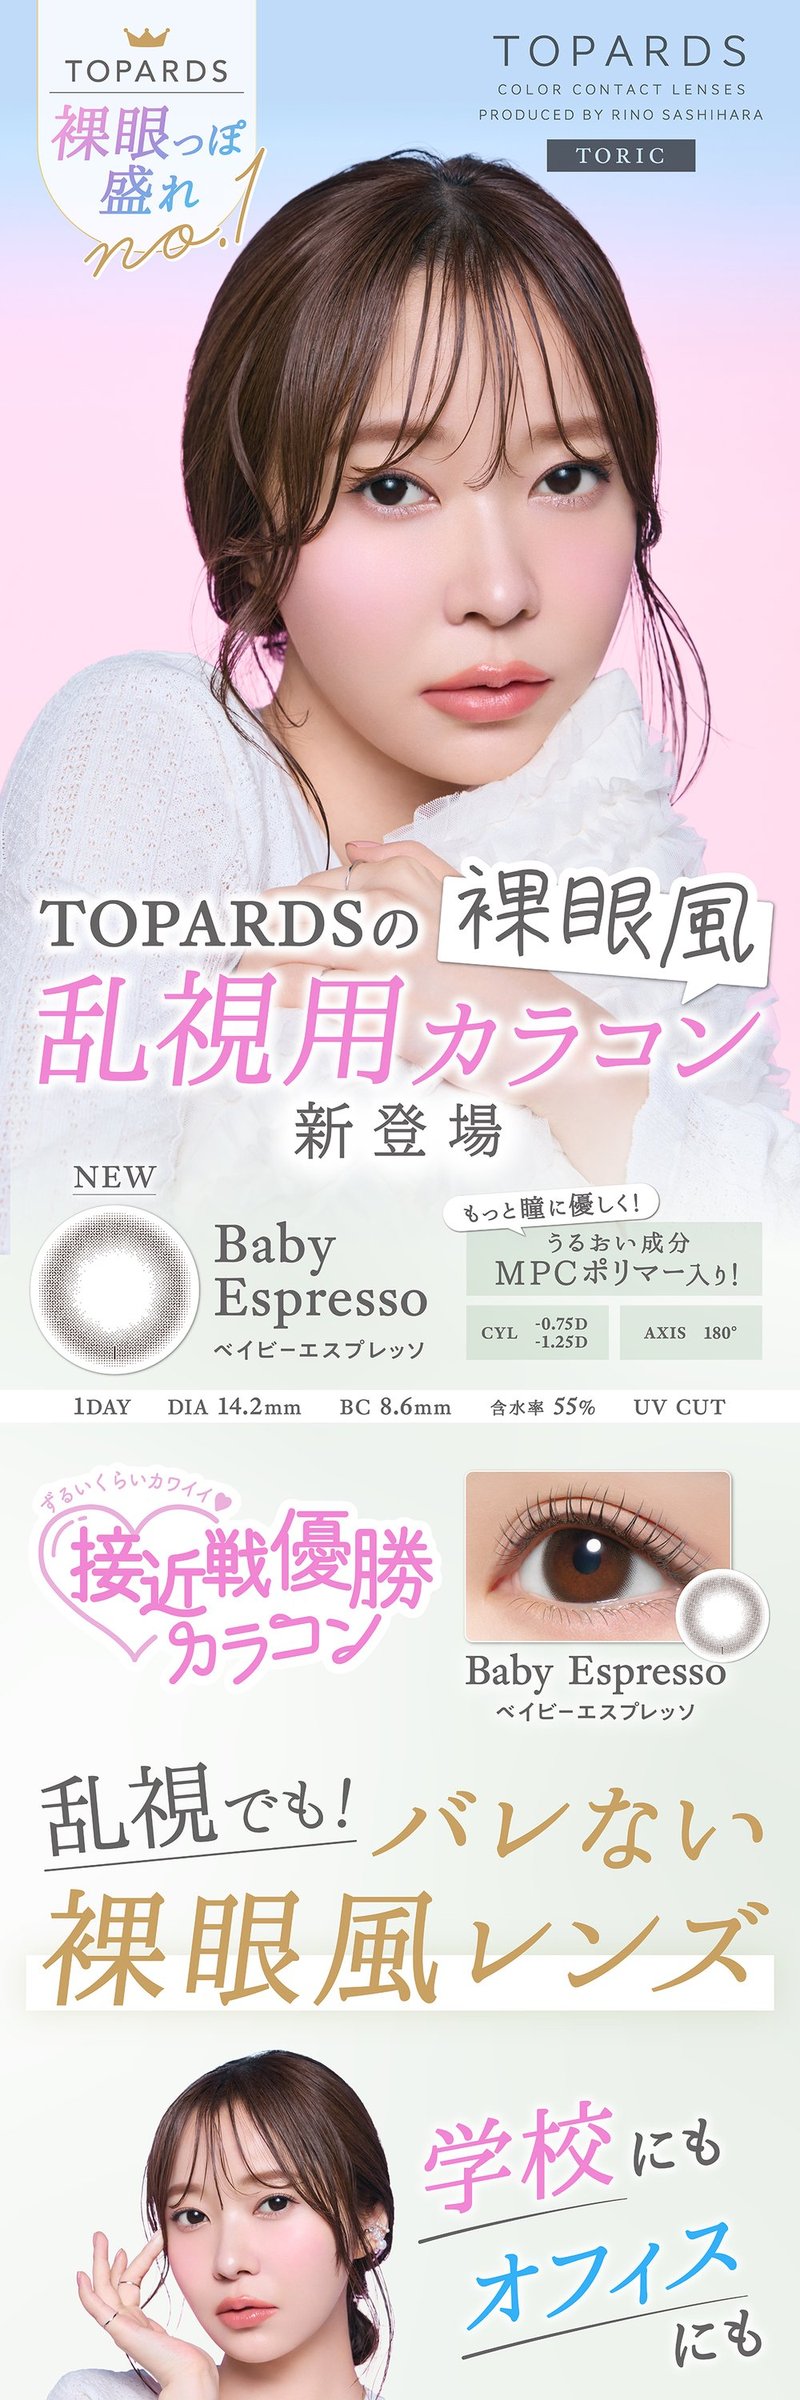 TOPARDS
裸眼っぽ
盛れ
no.1
TOPARDS
COLOR CONTACT LENSES
PRODUCED BY RINO SASHIHARA
TORIC
TOPARDSの 裸眼風
乱視用カラコン
新登場
NEW
Baby
Espresso
ベイビーエスプレッソ
もっと瞳に優しく!
うるおい成分
MPCポリマー入り!
CYL -0.75D
-1.25D
AXIS 180°
1DAY DIA 14.2mm BC 8.6mm 含水率 55% UV CUT
ずるいくらいカワイイ♥
接近戦優勝
カラコン
Baby Espresso
ベイビーエスプレッソ
乱視でも! バレない
裸眼風レンズ
学校にも
オフィス
にも